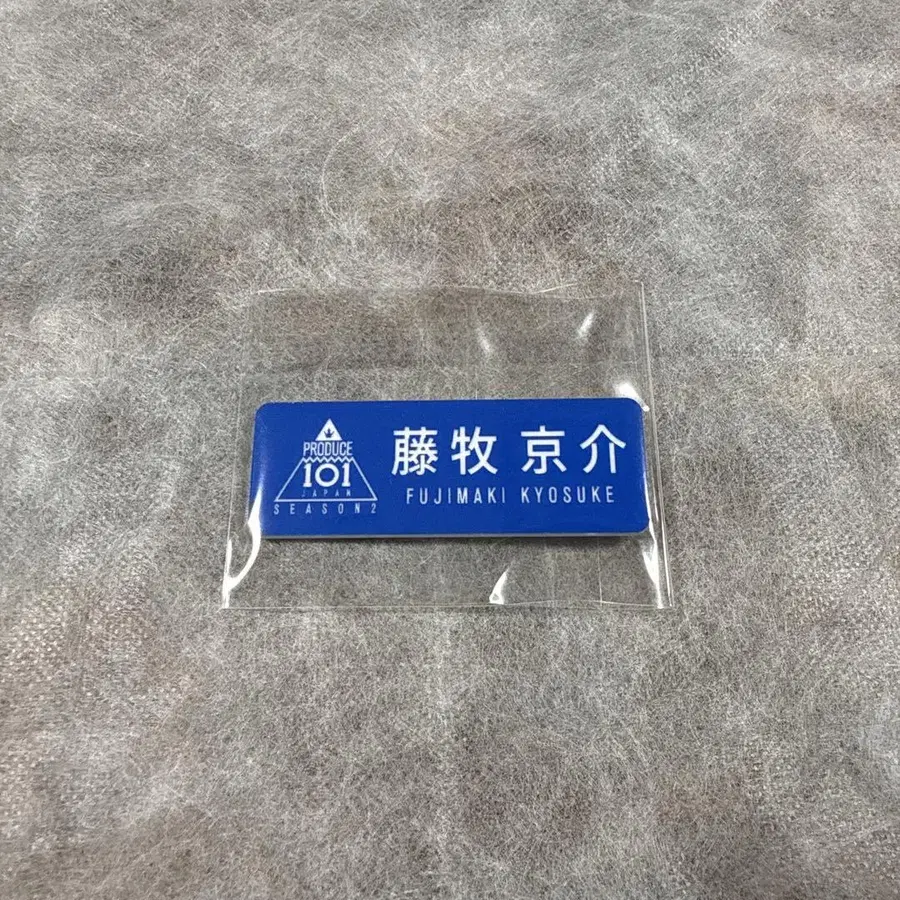 PRODUCE
101
JAPAN
SEASON2
藤牧 京介
FUJIMAKI KYOSUKE